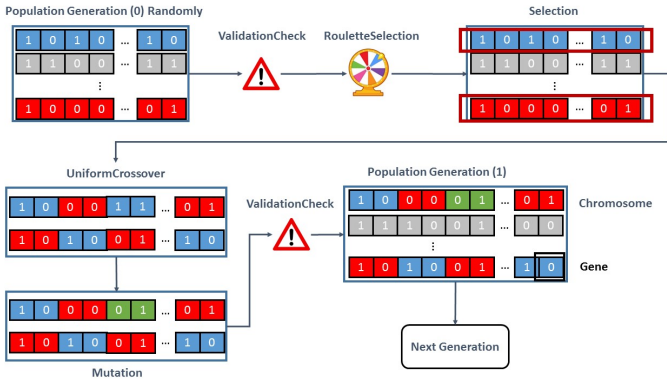 Population Generation (0) Randomly
1 0 1 0 ... 1 0
1 1 0 0 ... 1 1
⋮
1 0 0 0 ... 0 1
ValidationCheck
RouletteSelection
Selection
1 0 1 0 ... 1 0
1 1 0 0 ... 1 1
⋮
1 0 0 0 ... 0 1
UniformCrossover
1 0 0 0 1 1 ... 0 1
1 0 1 0 0 1 ... 1 0
1 0 0 0 0 1 ... 0 1
1 0 1 0 0 1 ... 1 0
Mutation
ValidationCheck
Population Generation (1)
1 0 0 0 0 1 ... 0 1
1 1 1 0 0 1 ... 0 0
⋮
1 0 1 0 0 1 ... 1 0
Chromosome
Gene
Next Generation